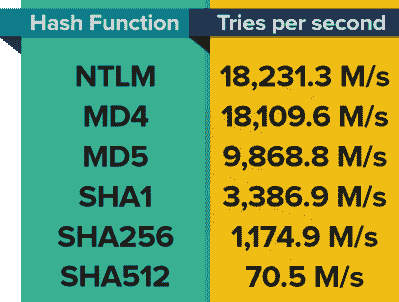 Hash Function Tries per second
NTLM 18,231.3 M/s
MD4 18,109.6 M/s
MD5 9,868.8 M/s
SHA1 3,386.9 M/s
SHA256 1,174.9 M/s
SHA512 70.5 M/s